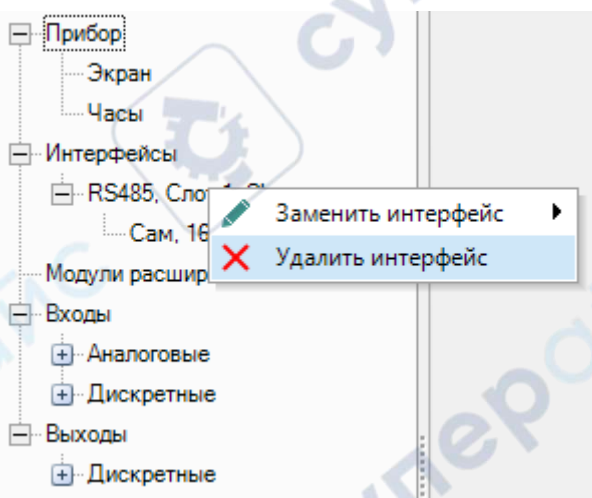 Прибор
Экран
Часы
Интерфейсы
RS485, Слот 1, Sl
Заменить интерфейс
Сам, 16
Удалить интерфейс
Модули расшир
Входы
Аналоговые
Дискретные
Выходы
Дискретные